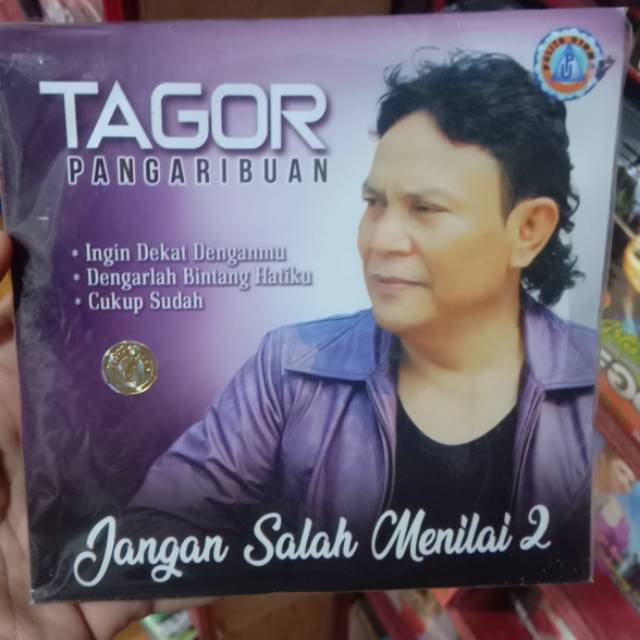 TAGOR
PANGARIBUAN
* Ingin Dekat Denganmu
* Dengarlah Bintang Hatiku
* Cukup Sudah
Jangan Salah Menilai 2